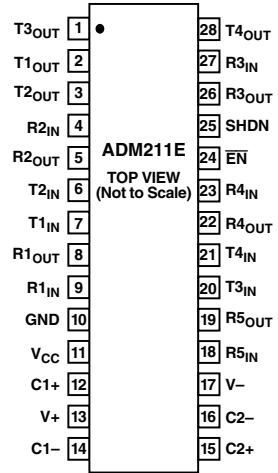 T3OUT 1 28 T4OUT
T1OUT 2 27 R3IN
T2OUT 3 26 R3OUT
R2IN 4 25 SHDN
R2OUT 5 ADM211E 24 EN
T2IN 6 TOP VIEW 23 R4IN
(Not to Scale)
T1IN 7 22 R4OUT
R1OUT 8 21 T4IN
R1IN 9 20 T3IN
GND 10 19 R5OUT
VCC 11 18 R5IN
C1+ 12 17 V–
V+ 13 16 C2–
C1– 14 15 C2+